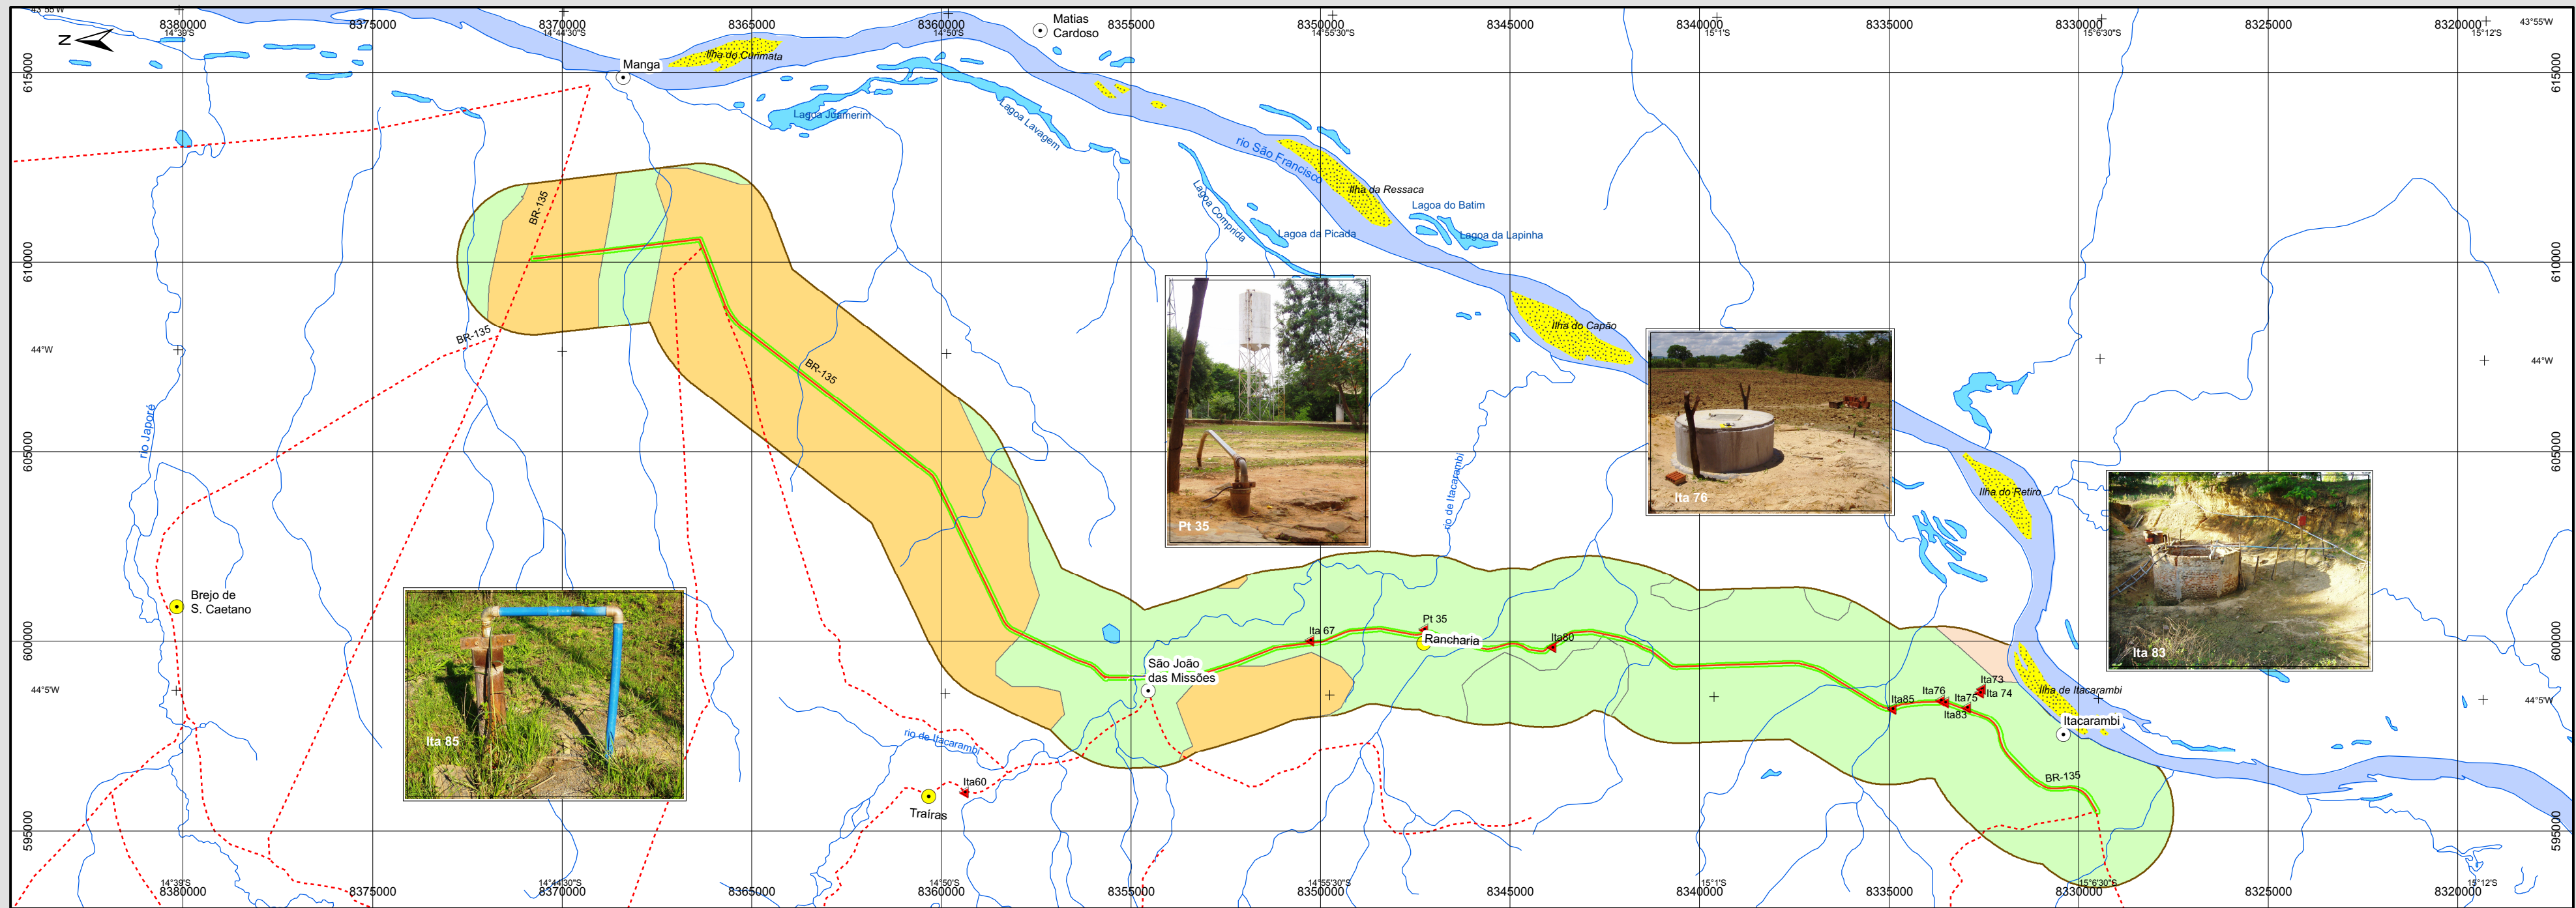 43°55'W
8380000
8375000
8370000
8365000
8360000
8355000
8350000
8345000
8340000
8335000
8330000
8325000
8320000
14°39'S
14°44'30"S
14°50'S
14°55'30"S
15°1'S
15°6'30"S
15°12'S
43°55'W
N
Matias
Cardoso
Manga
Ilha do Curimata
615000
615000
Lagoa Juamerim
Lagoa Lavagem
rio São Francisco
Ilha da Ressaca
Lagoa Comprida
Lagoa do Batim
Lagoa da Picada
Lagoa da Lapinha
BR-135
610000
610000
BR-135
Ilha do Capão
44°W
44°W
BR-135
rio Japoré
605000
605000
rio de Itacarambi
Ita 76
Ilha do Retiro
Pt 35
Brejo de
S. Caetano
Ita 83
600000
600000
Ita 67
Pt 35
Rancharia
Ita80
São João
das Missões
44°5'W
44°5'W
Ita85
Ita76
Ita75
Ita73
Ita 74
Ita83
Ilha de Itacarambi
Itacarambi
Ita 85
rio de Itacarambi
Ita60
Traíras
BR-135
595000
595000
14°39'S
14°44'30"S
14°50'S
14°55'30"S
15°1'S
15°6'30"S
15°12'S
8380000
8375000
8370000
8365000
8360000
8355000
8350000
8345000
8340000
8335000
8330000
8325000
8320000